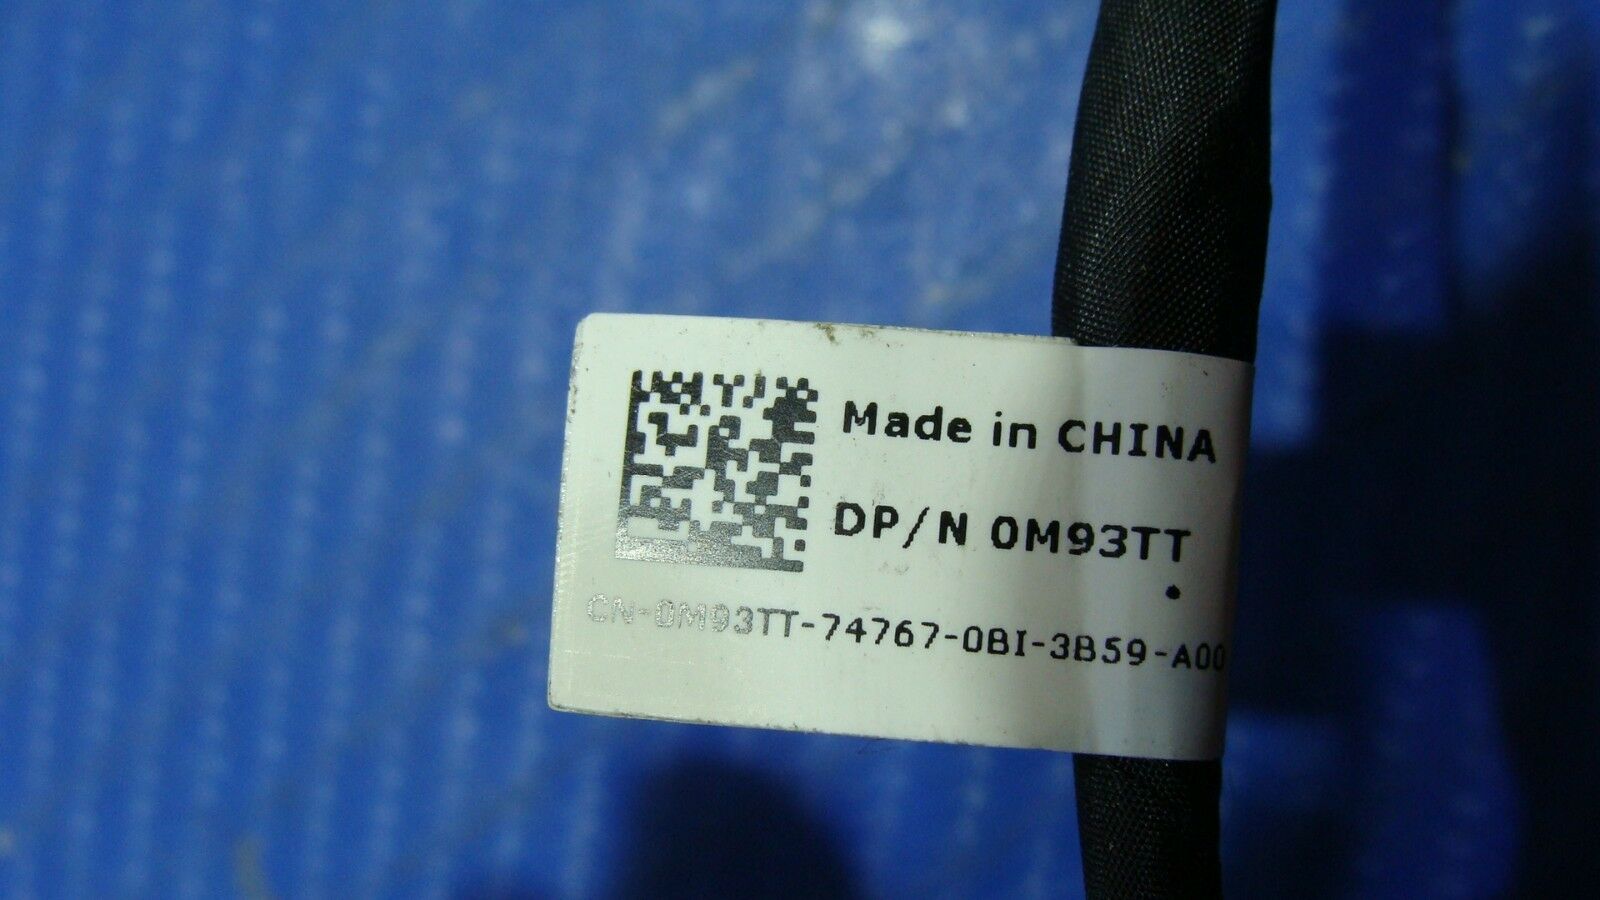 Made in CHINA
DP/N 0M93TT
CN-0M93TT-74767-0BI-3B59-A00